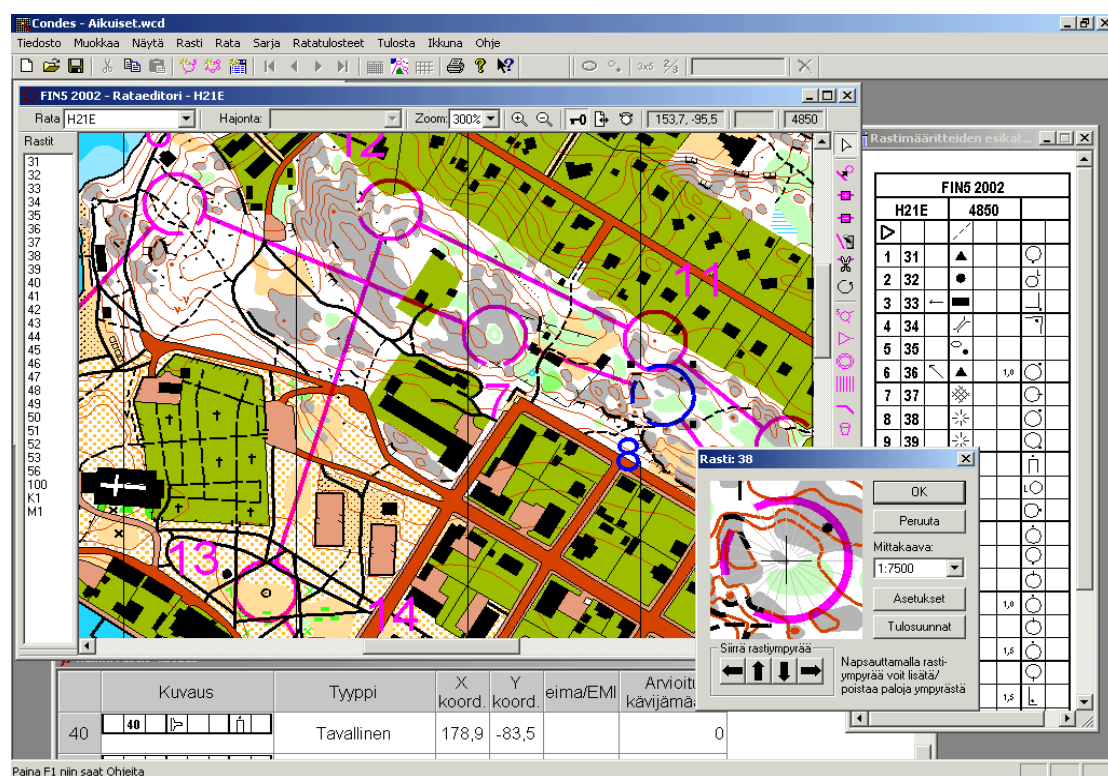 Condes - Aikuiset.wcd
Tiedosto Muokkaa Näytä Rasti Rata Sarja Ratatulosteet Tulosta Ikkuna Ohje
3x6 2/3
FIN5 2002 - Rataeditori - H21E
Rata H21E Hajonta: Zoom: 300% 153,7, -95,5 4850
Rastit
31
32
33
34
35
36
37
38
39
40
41
42
43
44
45
46
47
48
49
50
51
52
53
56
100
K1
M1
12
11
7
8
13
14
Rastimääritteiden esikat...
FIN5 2002
H21E 4850
1 31
2 32
3 33
4 34
5 35
6 36 1,0
7 37
8 38
9 39
1,0
1,5
1,5
Rasti: 38
OK
Peruuta
Mittakaava:
1:7500
Asetukset
Tulosuunnat
Siirrä rastiympyrää
Napsauttamalla rasti-
ympyrää voit lisätä/
poistaa paloja ympyrästä
Kuvaus Tyyppi X koord. Y koord. eima/EMI Arvioitu kävijämä
40 40 Tavallinen 178,9 -83,5 0
Paina F1 niin saat Ohjeita